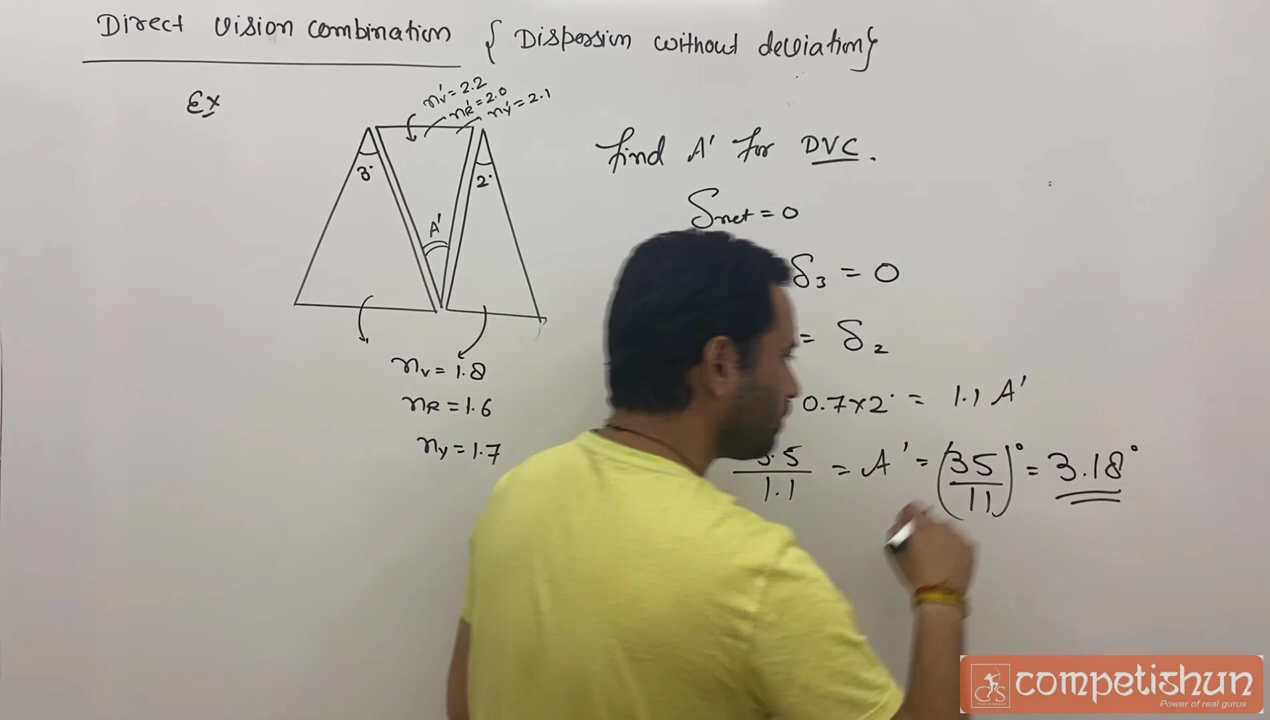 Direct Vision Combination { Dispersion without deviation}
Ex
n'v = 2.2
n'R = 2.0
n'y = 2.1
3°
2°
A'
nv = 1.8
nR = 1.6
ny = 1.7
find A' for DVC.
δnet = 0
δ3 = 0
= δ2
0.7×2° = 1.1 A'
3.5/1.1 = A' = (35/11)° = 3.18°
competishun
Power of real gurus